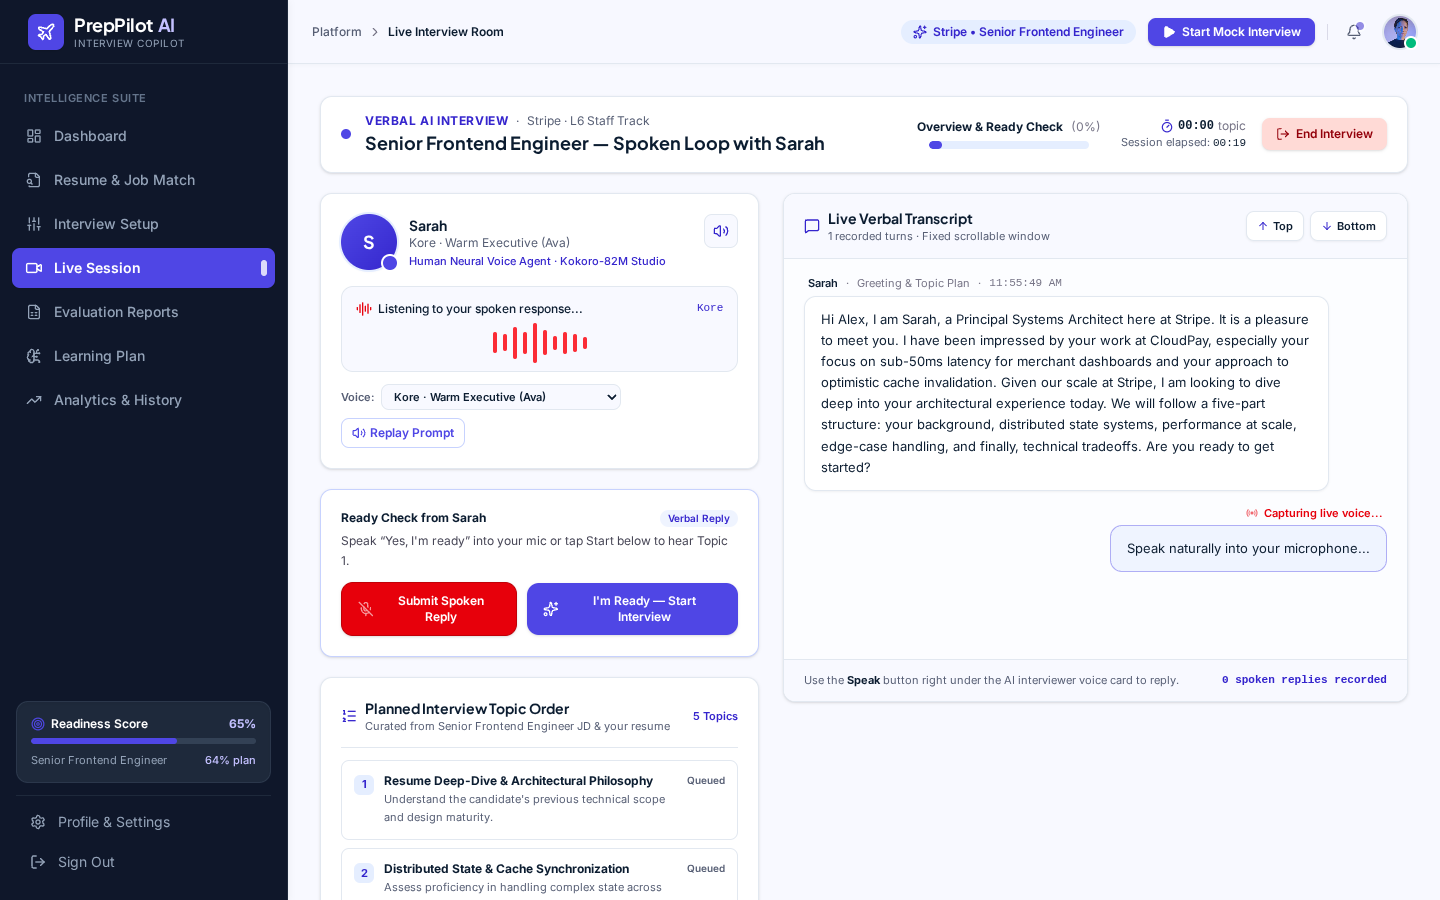 PrepPilot AI
INTERVIEW COPILOT
INTELLIGENCE SUITE
Dashboard
Resume & Job Match
Interview Setup
Live Session
Evaluation Reports
Learning Plan
Analytics & History
Readiness Score 65%
Senior Frontend Engineer 64% plan
Profile & Settings
Sign Out
Platform > Live Interview Room
Stripe • Senior Frontend Engineer
Start Mock Interview
VERBAL AI INTERVIEW · Stripe · L6 Staff Track
Senior Frontend Engineer — Spoken Loop with Sarah
Overview & Ready Check (0%)
00:00 topic
Session elapsed: 00:19
End Interview
S
Sarah
Kore · Warm Executive (Ava)
Human Neural Voice Agent · Kokoro-82M Studio
Listening to your spoken response... Kore
Voice: Kore · Warm Executive (Ava)
Replay Prompt
Ready Check from Sarah Verbal Reply
Speak “Yes, I'm ready” into your mic or tap Start below to hear Topic
1.
Submit Spoken
Reply
I'm Ready — Start
Interview
Planned Interview Topic Order
Curated from Senior Frontend Engineer JD & your resume
5 Topics
1 Resume Deep-Dive & Architectural Philosophy Queued
Understand the candidate's previous technical scope
and design maturity.
2 Distributed State & Cache Synchronization Queued
Assess proficiency in handling complex state across
Live Verbal Transcript
1 recorded turns · Fixed scrollable window
↑ Top
↓ Bottom
Sarah · Greeting & Topic Plan · 11:55:49 AM
Hi Alex, I am Sarah, a Principal Systems Architect here at Stripe. It is a pleasure
to meet you. I have been impressed by your work at CloudPay, especially your
focus on sub-50ms latency for merchant dashboards and your approach to
optimistic cache invalidation. Given our scale at Stripe, I am looking to dive
deep into your architectural experience today. We will follow a five-part
structure: your background, distributed state systems, performance at scale,
edge-case handling, and finally, technical tradeoffs. Are you ready to get
started?
Capturing live voice...
Speak naturally into your microphone...
Use the Speak button right under the AI interviewer voice card to reply.
0 spoken replies recorded